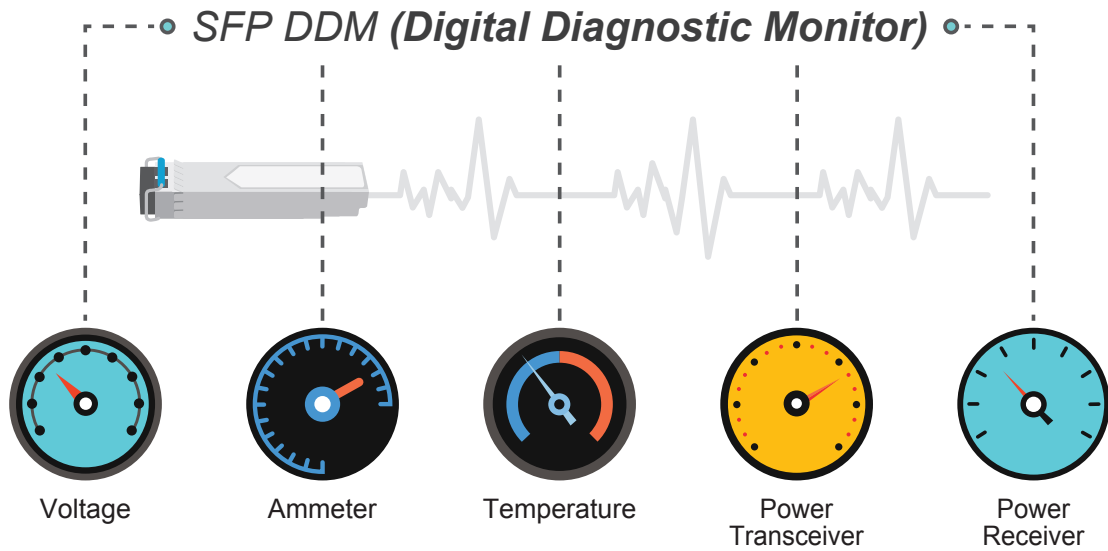 SFP DDM (Digital Diagnostic Monitor)
Voltage
Ammeter
Temperature
Power
Transceiver
Power
Receiver